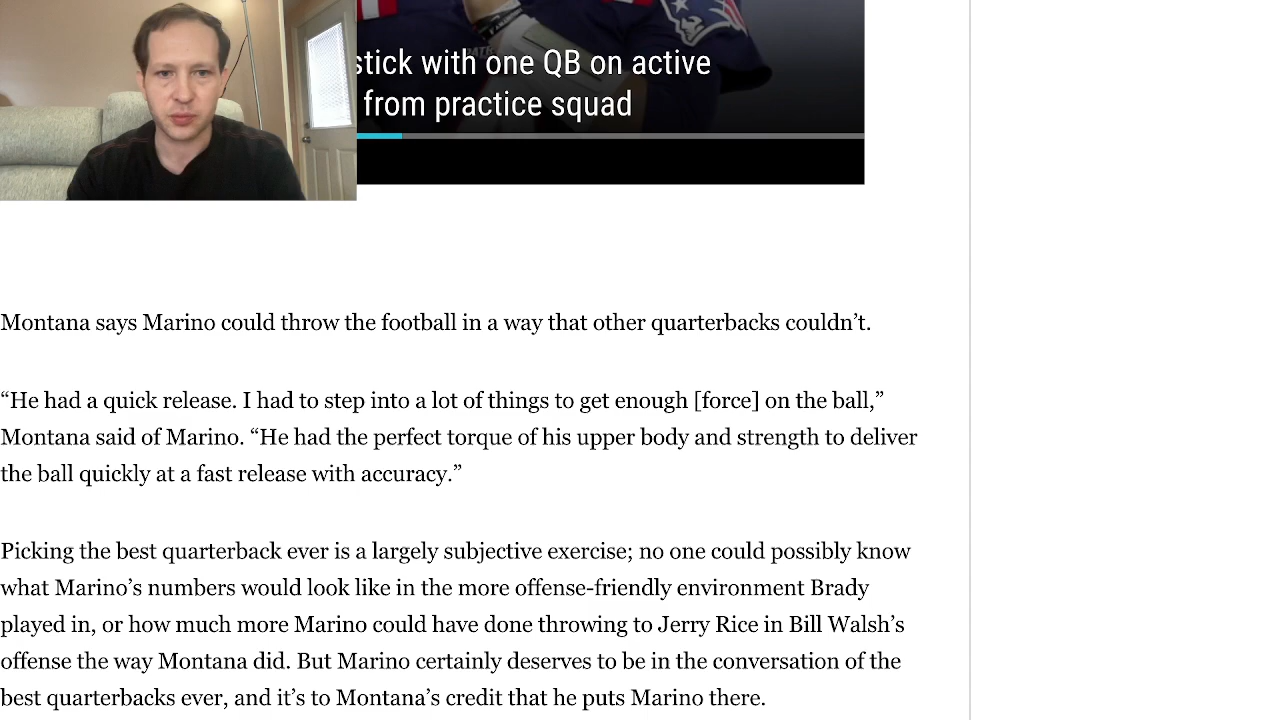 stick with one QB on active
from practice squad
Montana says Marino could throw the football in a way that other quarterbacks couldn’t.
“He had a quick release. I had to step into a lot of things to get enough [force] on the ball,”
Montana said of Marino. “He had the perfect torque of his upper body and strength to deliver
the ball quickly at a fast release with accuracy.”
Picking the best quarterback ever is a largely subjective exercise; no one could possibly know
what Marino’s numbers would look like in the more offense-friendly environment Brady
played in, or how much more Marino could have done throwing to Jerry Rice in Bill Walsh’s
offense the way Montana did. But Marino certainly deserves to be in the conversation of the
best quarterbacks ever, and it’s to Montana’s credit that he puts Marino there.